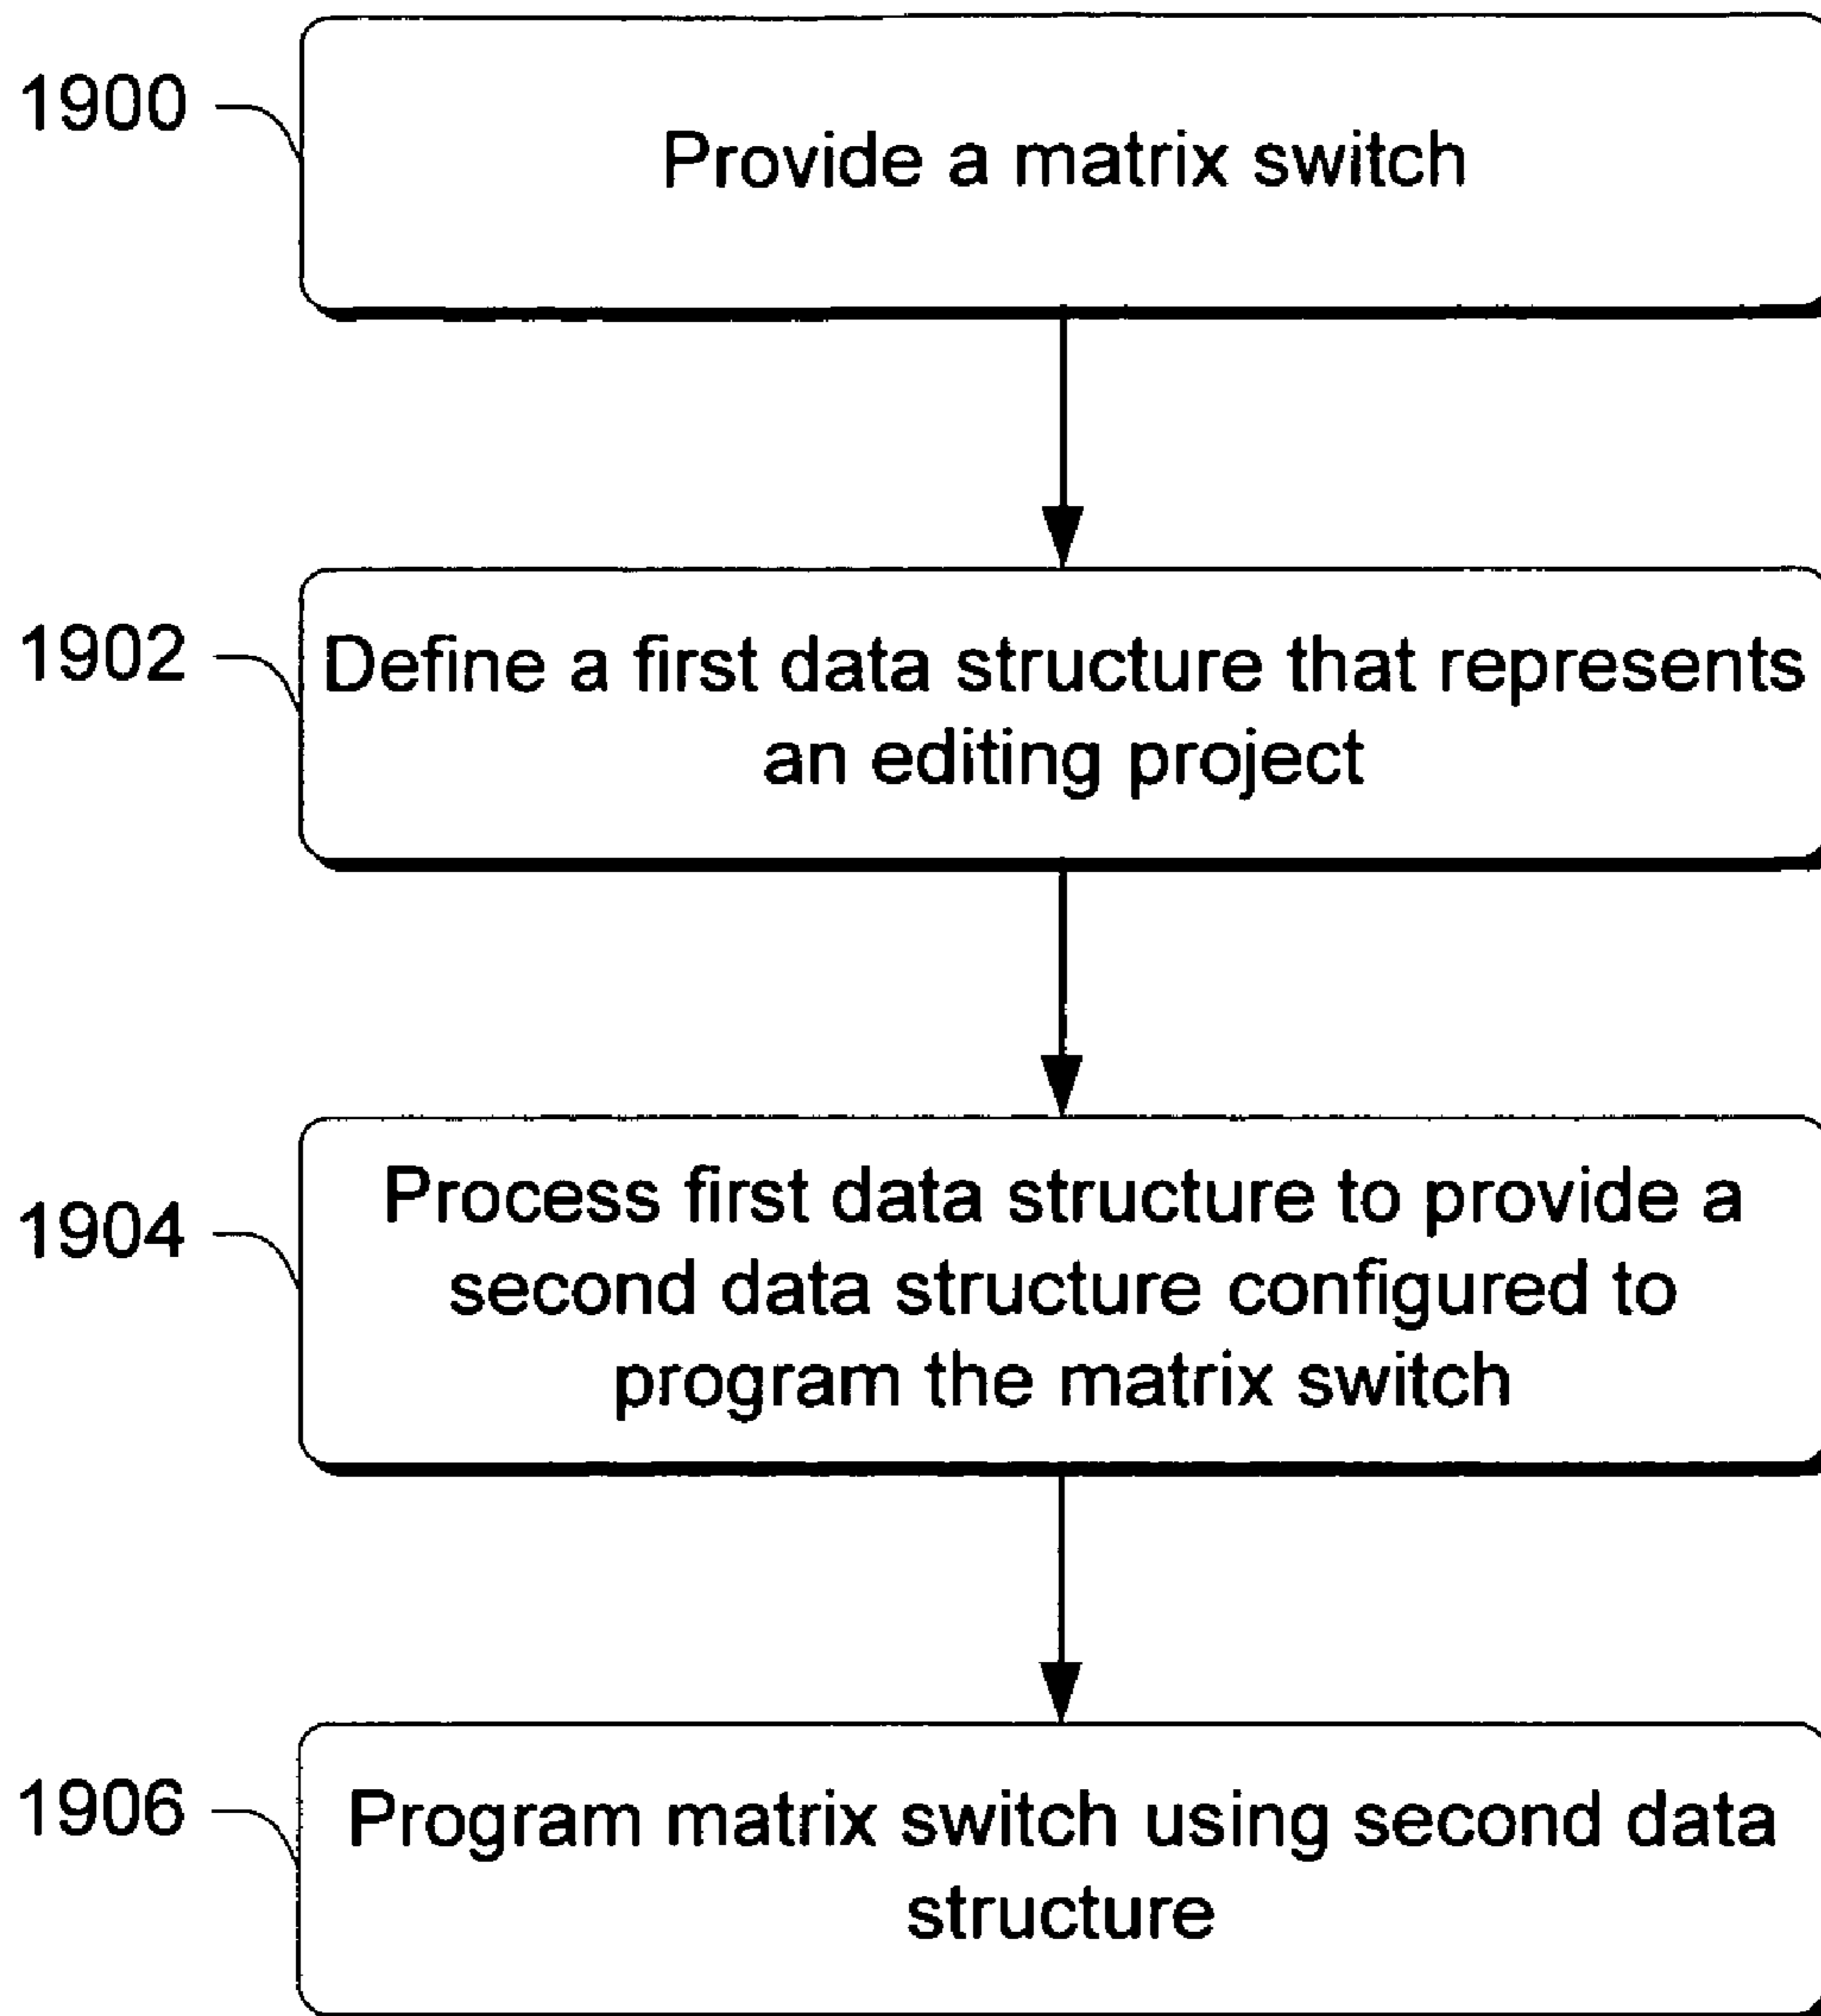 1900
Provide a matrix switch
1902
Define a first data structure that represents
an editing project
1904
Process first data structure to provide a
second data structure configured to
program the matrix switch
1906
Program matrix switch using second data
structure